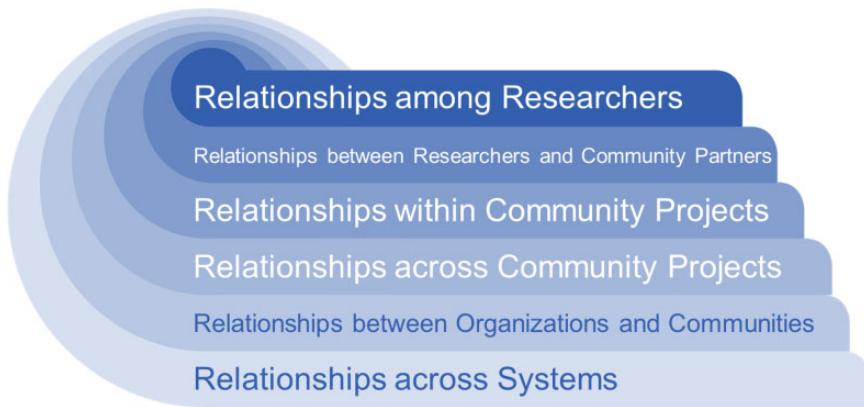 Relationships among Researchers
Relationships between Researchers and Community Partners
Relationships within Community Projects
Relationships across Community Projects
Relationships between Organizations and Communities
Relationships across Systems